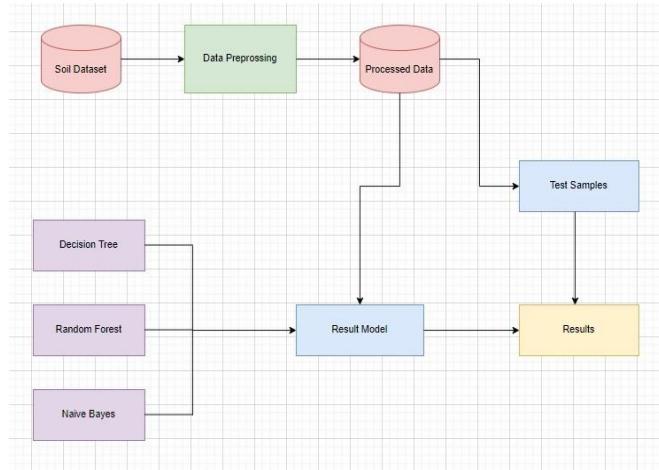 Soil Dataset
Data Preprossing
Processed Data
Test Samples
Decision Tree
Random Forest
Result Model
Results
Naive Bayes